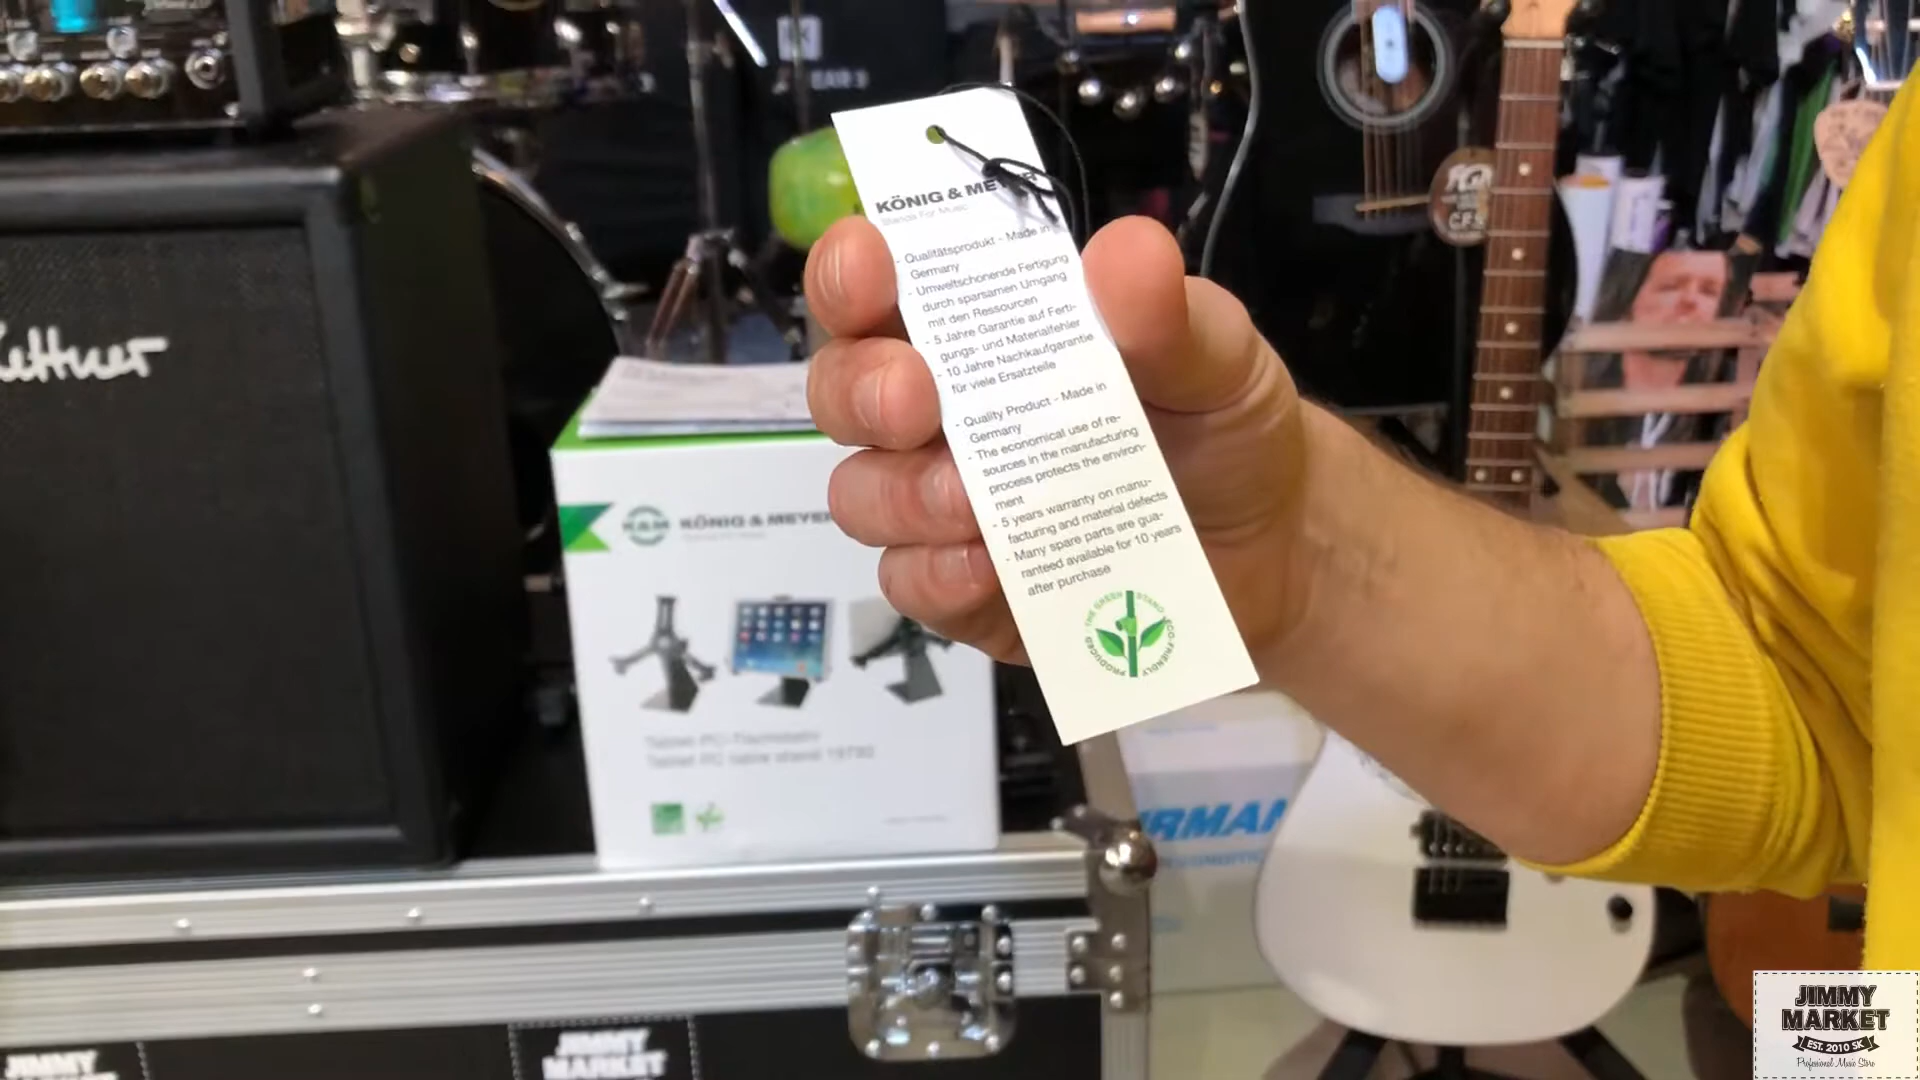 KÖNIG & MEYER
Stands For Music
- Qualitätsprodukt - Made in
Germany
- Umweltschonende Fertigung
durch sparsamen Umgang
mit den Ressourcen
- 5 Jahre Garantie auf Ferti-
gungs- und Materialfehler
- 10 Jahre Nachkaufgarantie
für viele Ersatzteile
- Quality Product - Made in
Germany
- The economical use of re-
sources in the manufacturing
process protects the environ-
ment
- 5 years warranty on manu-
facturing and material defects
- Many spare parts are gua-
ranteed available for 10 years
after purchase
THE GREEN STAND
ECO-FRIENDLY
PRODUCED
K&M KÖNIG & MEYER
Tablet PC-Tischstativ
Tablet PC table stand 19792
JIMMY
MARKET
JIMMY
MARKET
EST. 2010 SK
Professional Music Store